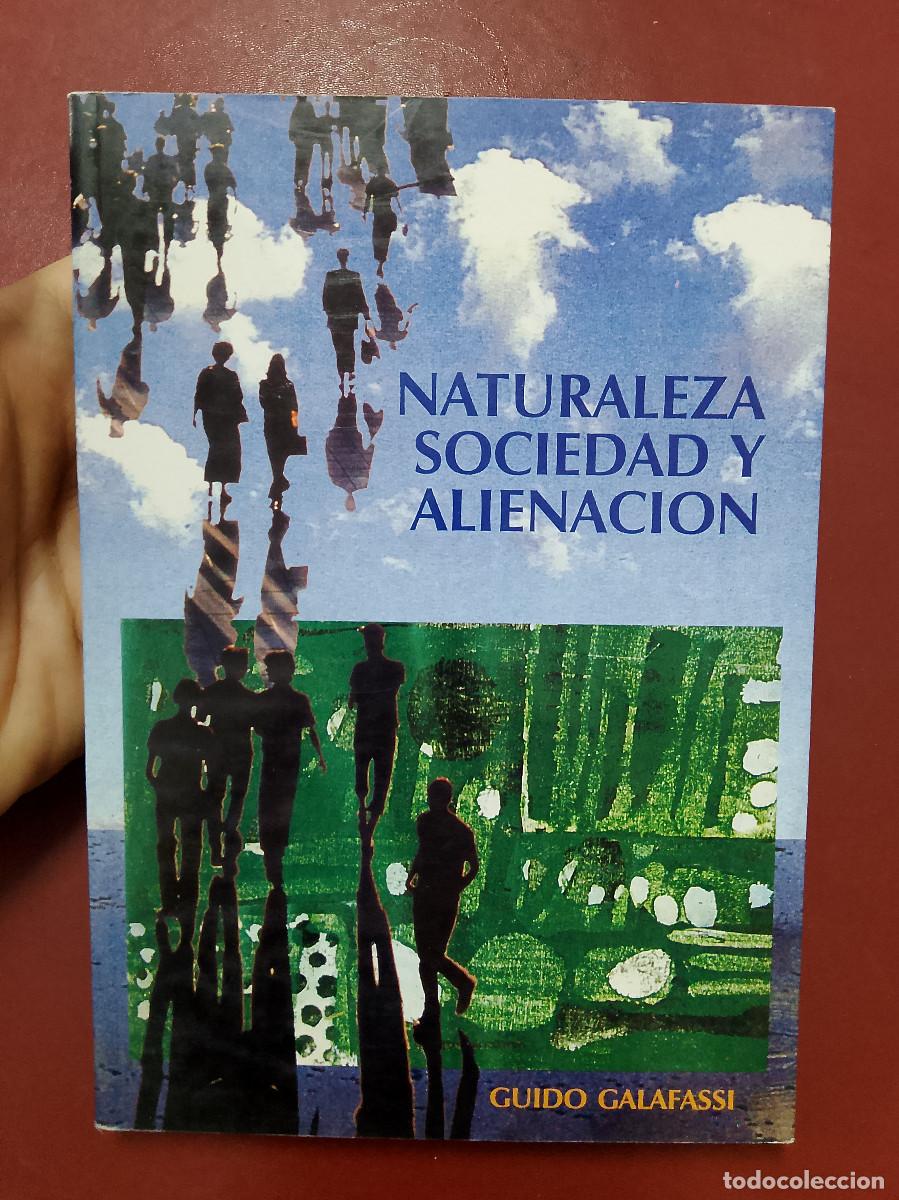 NATURALEZA
SOCIEDAD Y
ALIENACION
GUIDO GALAFASSI
todocoleccion